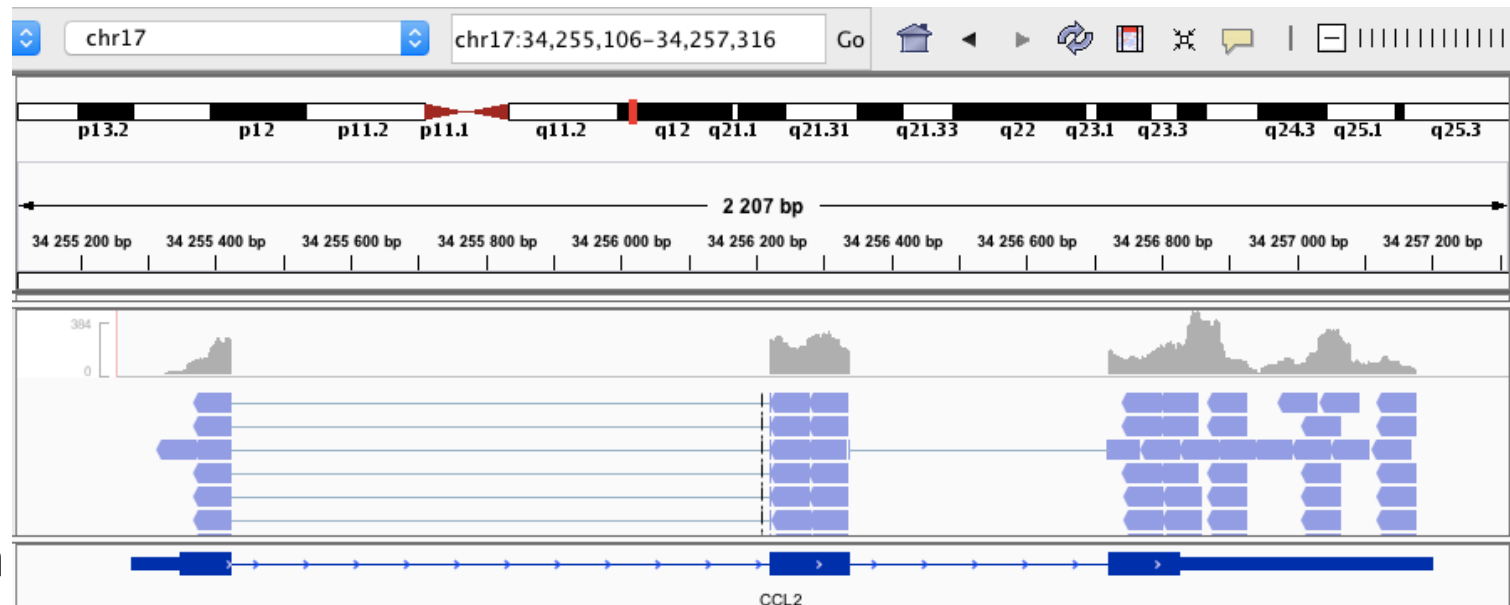 chr17 chr17:34,255,106-34,257,316 Go
p13.2 p12 p11.2 p11.1 q11.2 q12 q21.1 q21.31 q21.33 q22 q23.1 q23.3 q24.3 q25.1 q25.3
2 207 bp
34 255 200 bp 34 255 400 bp 34 255 600 bp 34 255 800 bp 34 256 000 bp 34 256 200 bp 34 256 400 bp 34 256 600 bp 34 256 800 bp 34 257 000 bp 34 257 200 bp
384
0
CCL2